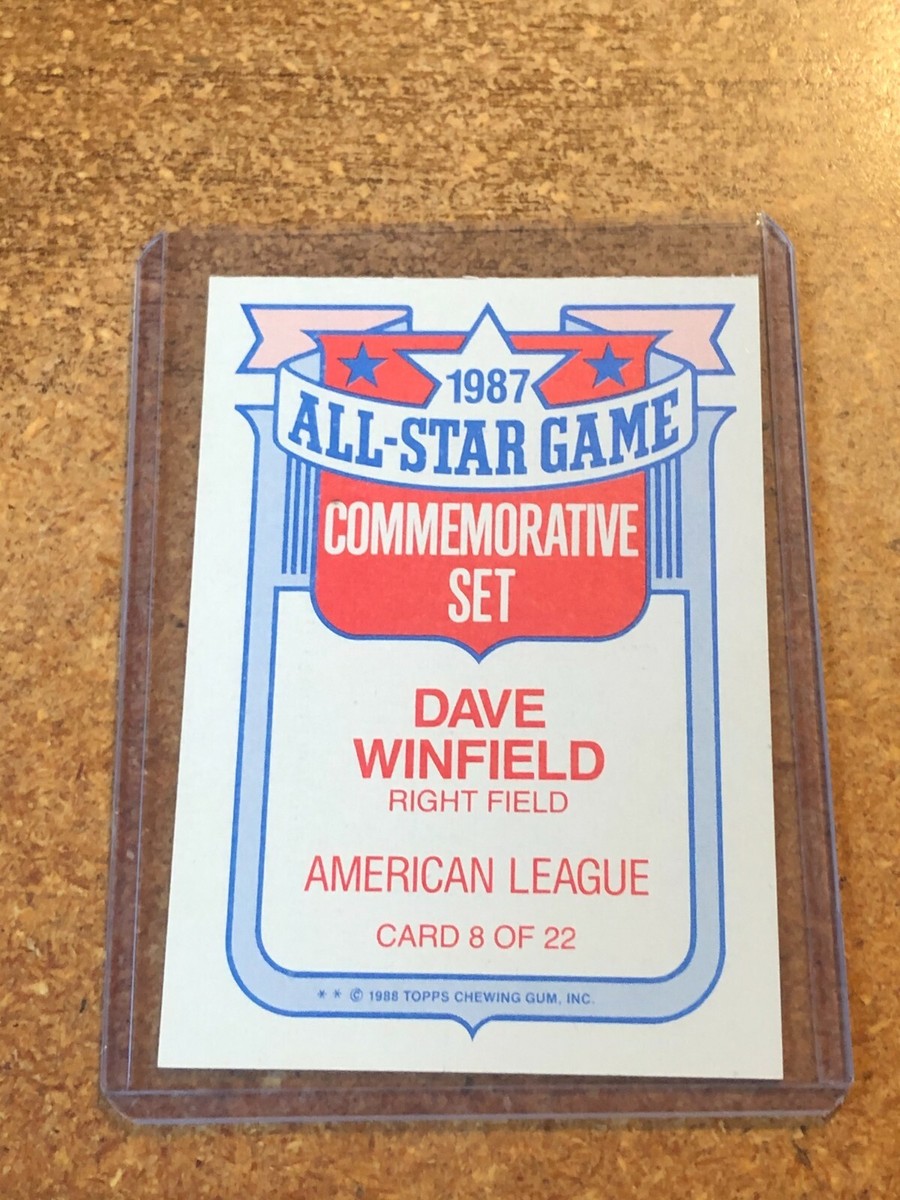 1987
ALL-STAR GAME
COMMEMORATIVE
SET
DAVE
WINFIELD
RIGHT FIELD
AMERICAN LEAGUE
CARD 8 OF 22
* * © 1988 TOPPS CHEWING GUM, INC.